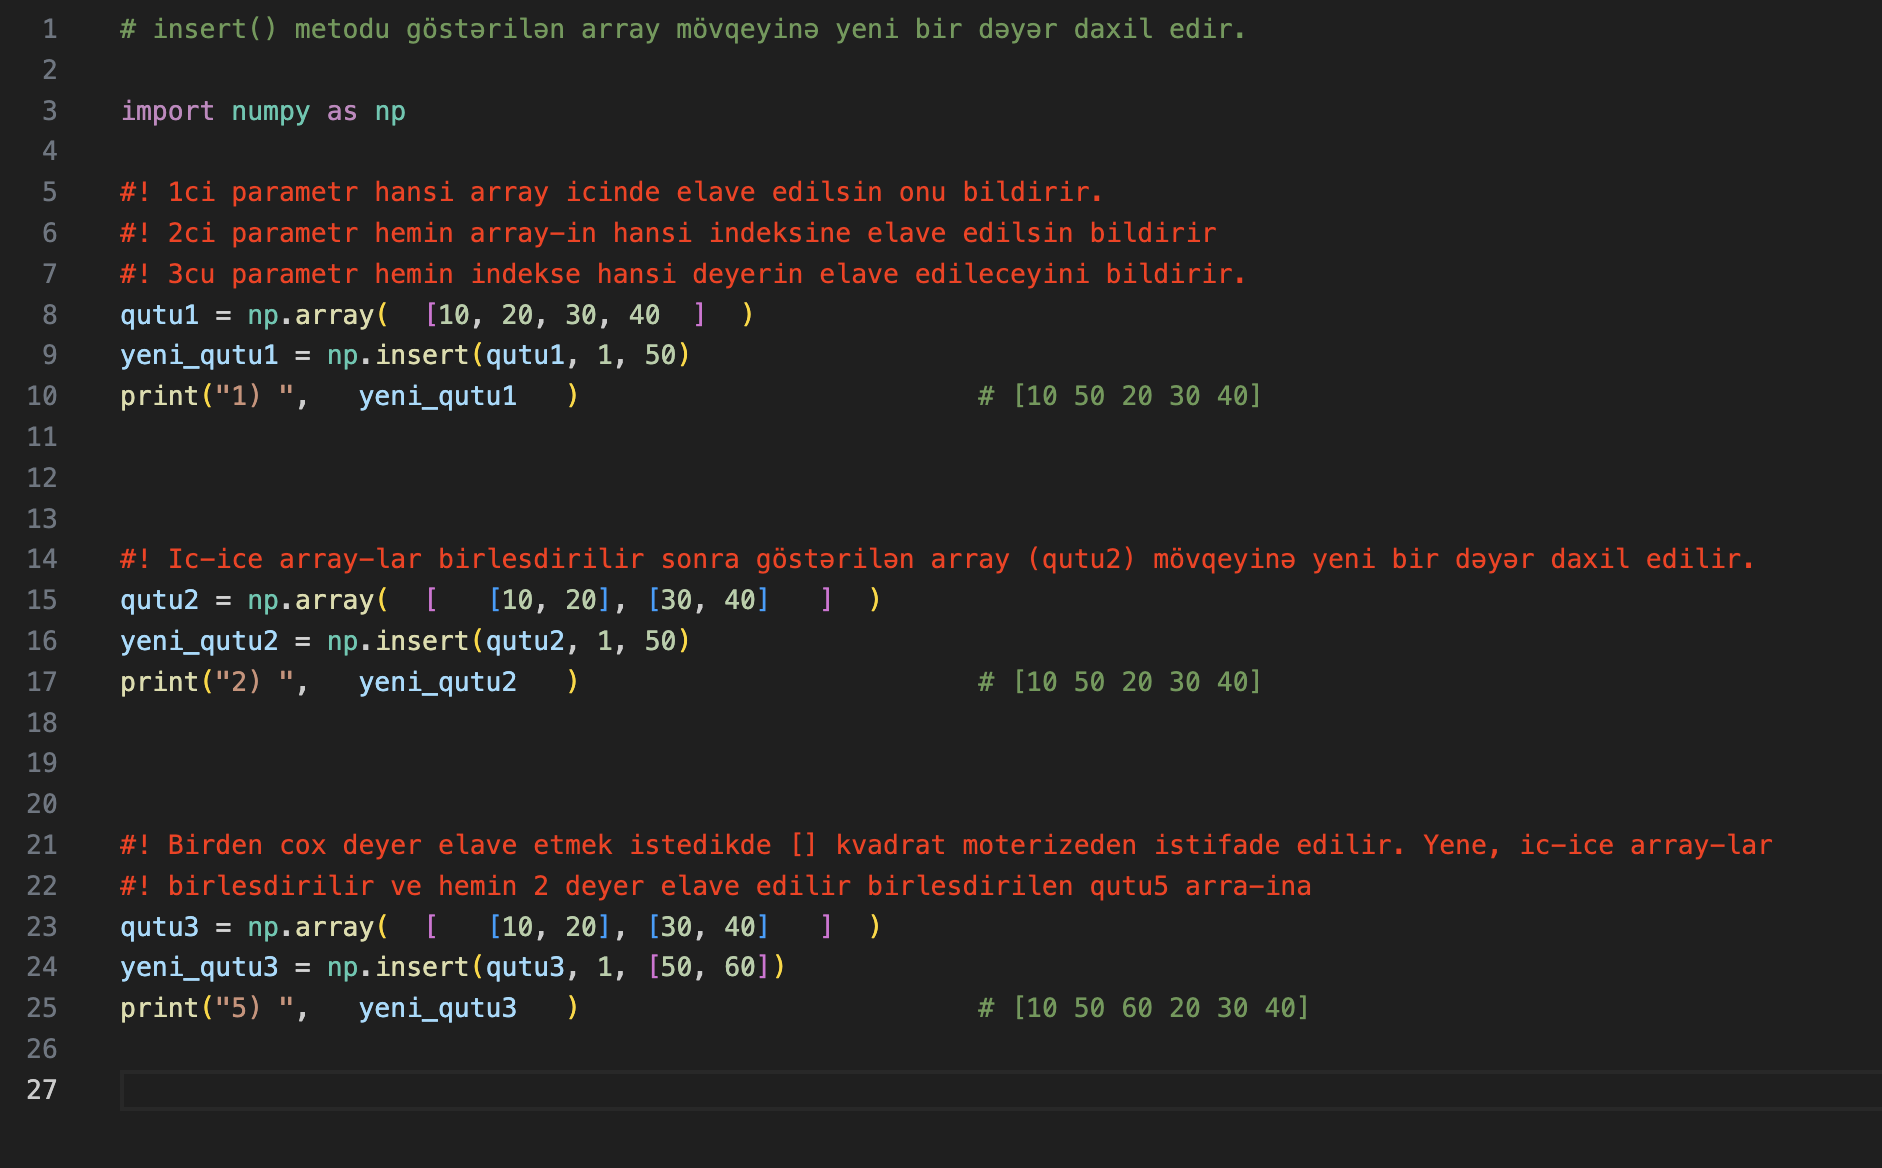 1 # insert() metodu göstərilən array mövqeyinə yeni bir dəyər daxil edir.
2
3 import numpy as np
4
5 #! 1ci parametr hansi array icinde elave edilsin onu bildirir.
6 #! 2ci parametr hemin array-in hansi indeksine elave edilsin bildirir
7 #! 3cu parametr hemin indekse hansi deyerin elave edileceyini bildirir.
8 qutu1 = np.array(  [10, 20, 30, 40  ]  )
9 yeni_qutu1 = np.insert(qutu1, 1, 50)
10 print("1) ",   yeni_qutu1   )                          # [10 50 20 30 40]
11
12
13
14 #! Ic-ice array-lar birlesdirilir sonra göstərilən array (qutu2) mövqeyinə yeni bir dəyər daxil edilir.
15 qutu2 = np.array(  [   [10, 20], [30, 40]   ]  )
16 yeni_qutu2 = np.insert(qutu2, 1, 50)
17 print("2) ",   yeni_qutu2   )                          # [10 50 20 30 40]
18
19
20
21 #! Birden cox deyer elave etmek istedikde [] kvadrat moterizeden istifade edilir. Yene, ic-ice array-lar
22 #! birlesdirilir ve hemin 2 deyer elave edilir birlesdirilen qutu5 arra-ina
23 qutu3 = np.array(  [   [10, 20], [30, 40]   ]  )
24 yeni_qutu3 = np.insert(qutu3, 1, [50, 60])
25 print("5) ",   yeni_qutu3   )                          # [10 50 60 20 30 40]
26
27